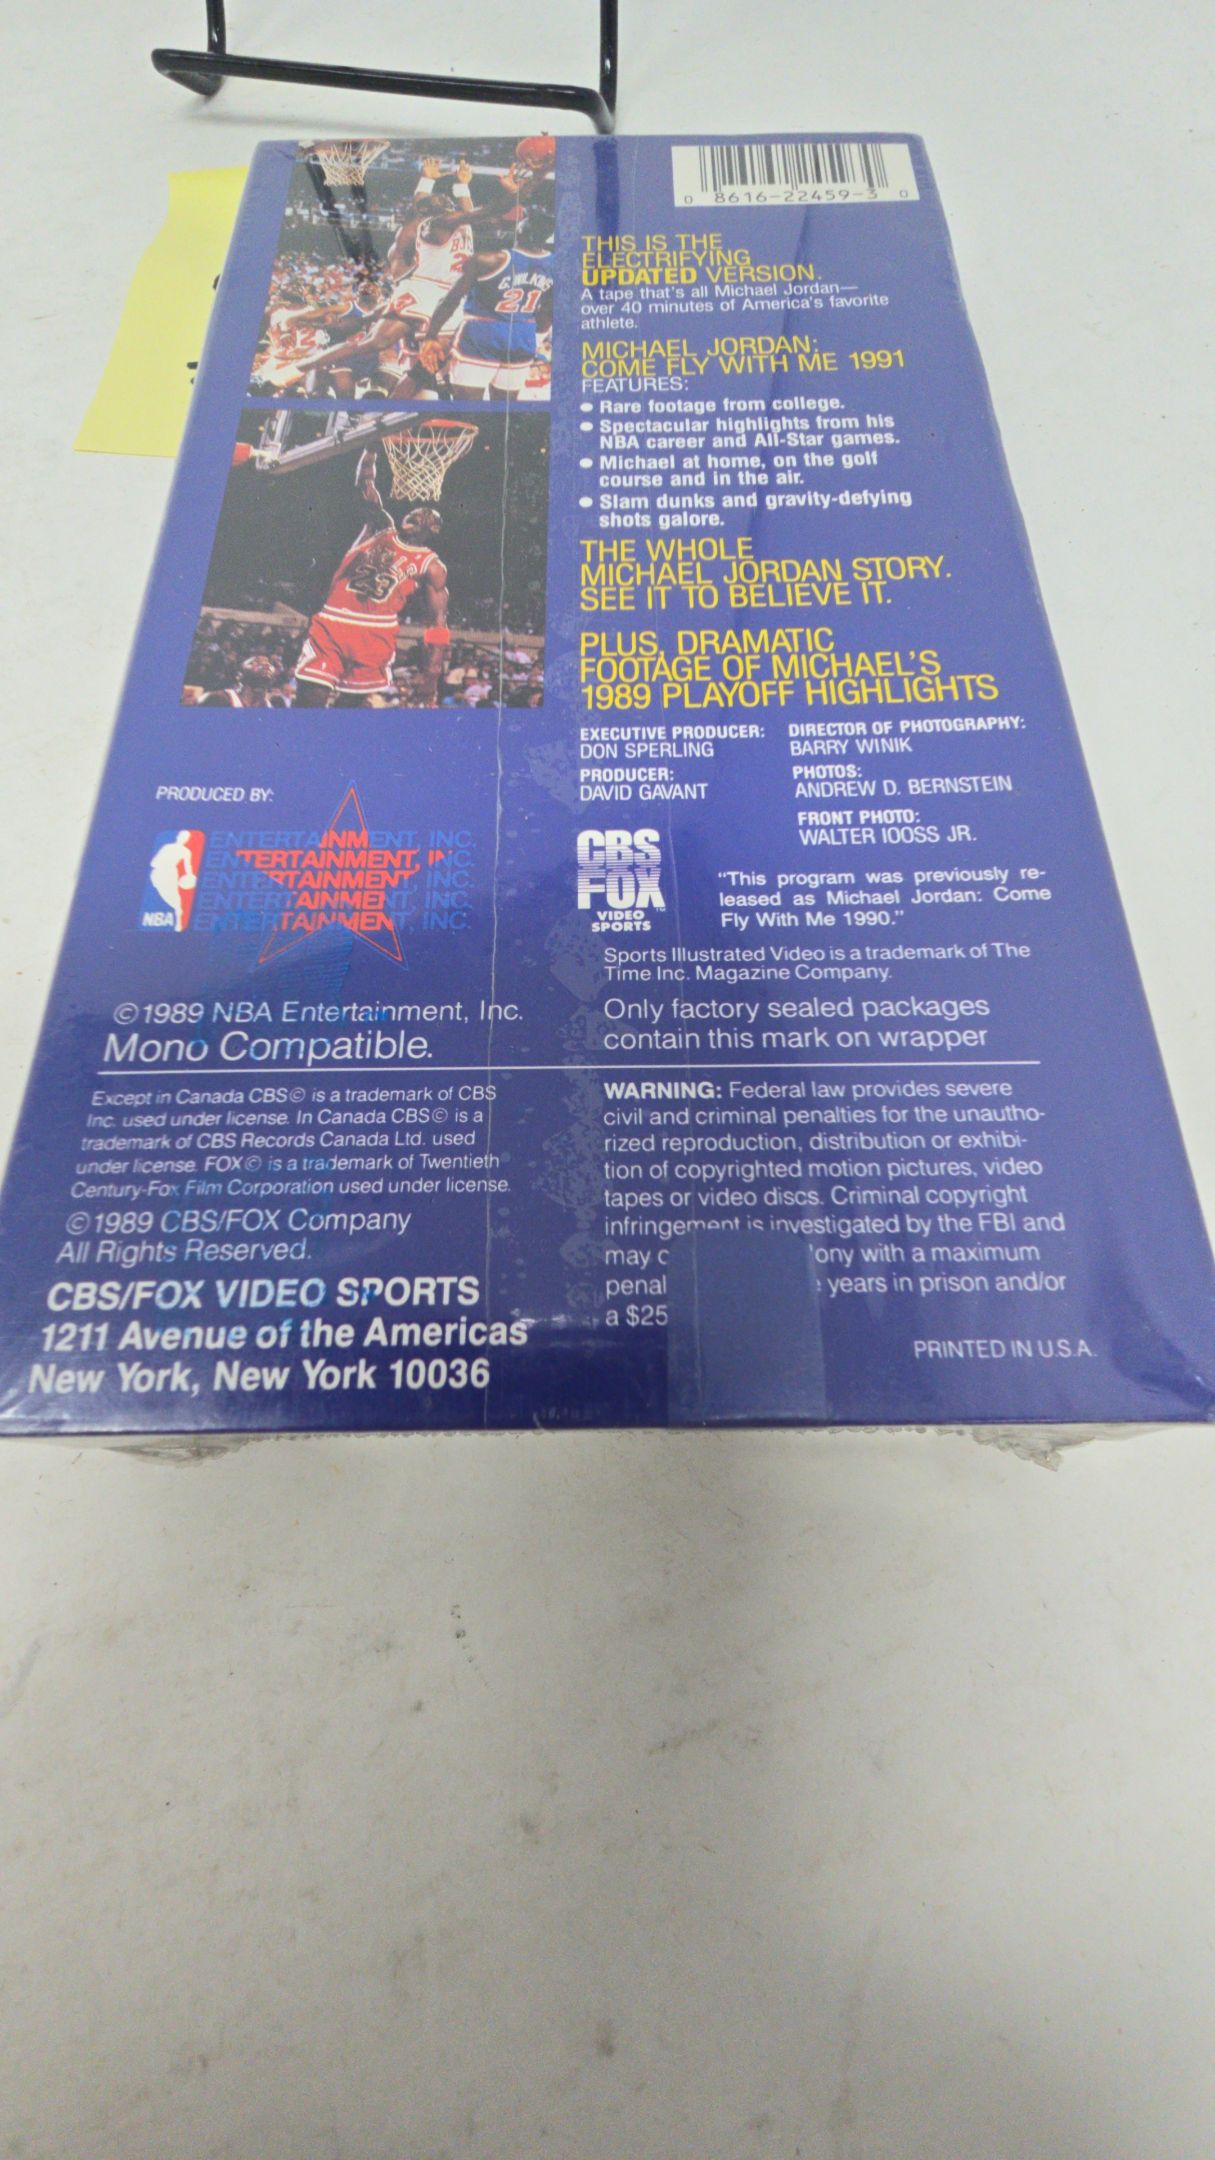 0 8616-22459-3 0
BULLS
21
THIS IS THE
ELECTRIFYING
UPDATED VERSION.
A tape that's all Michael Jordan—
over 40 minutes of America's favorite
athlete.
MICHAEL JORDAN:
COME FLY WITH ME 1991
FEATURES:
● Rare footage from college.
● Spectacular highlights from his
NBA career and All-Star games.
● Michael at home, on the golf
course and in the air.
● Slam dunks and gravity-defying
shots galore.
23
THE WHOLE
MICHAEL JORDAN STORY.
SEE IT TO BELIEVE IT.
PLUS, DRAMATIC
FOOTAGE OF MICHAEL'S
1989 PLAYOFF HIGHLIGHTS
EXECUTIVE PRODUCER:
DON SPERLING
PRODUCER:
DAVID GAVANT
DIRECTOR OF PHOTOGRAPHY:
BARRY WINIK
PHOTOS:
ANDREW D. BERNSTEIN
FRONT PHOTO:
WALTER IOOSS JR.
PRODUCED BY:
NBA
ENTERTAINMENT, INC.
ENTERTAINMENT, INC.
ENTERTAINMENT, INC.
ENTERTAINMENT, INC.
ENTERTAINMENT, INC.
CBS
FOX
VIDEO
SPORTS™
"This program was previously re-
leased as Michael Jordan: Come
Fly With Me 1990."
Sports Illustrated Video is a trademark of The
Time Inc. Magazine Company.
©1989 NBA Entertainment, Inc.
Mono Compatible.
Only factory sealed packages
contain this mark on wrapper
Except in Canada CBS© is a trademark of CBS
Inc. used under license. In Canada CBS© is a
trademark of CBS Records Canada Ltd. used
under license. FOX© is a trademark of Twentieth
Century-Fox Film Corporation used under license.
©1989 CBS/FOX Company
All Rights Reserved.
CBS/FOX VIDEO SPORTS
1211 Avenue of the Americas
New York, New York 10036
WARNING: Federal law provides severe
civil and criminal penalties for the unautho-
rized reproduction, distribution or exhibi-
tion of copyrighted motion pictures, video
tapes or video discs. Criminal copyright
infringement is investigated by the FBI and
may with a maximum
years in prison and/or
a $25
PRINTED IN U.S.A.